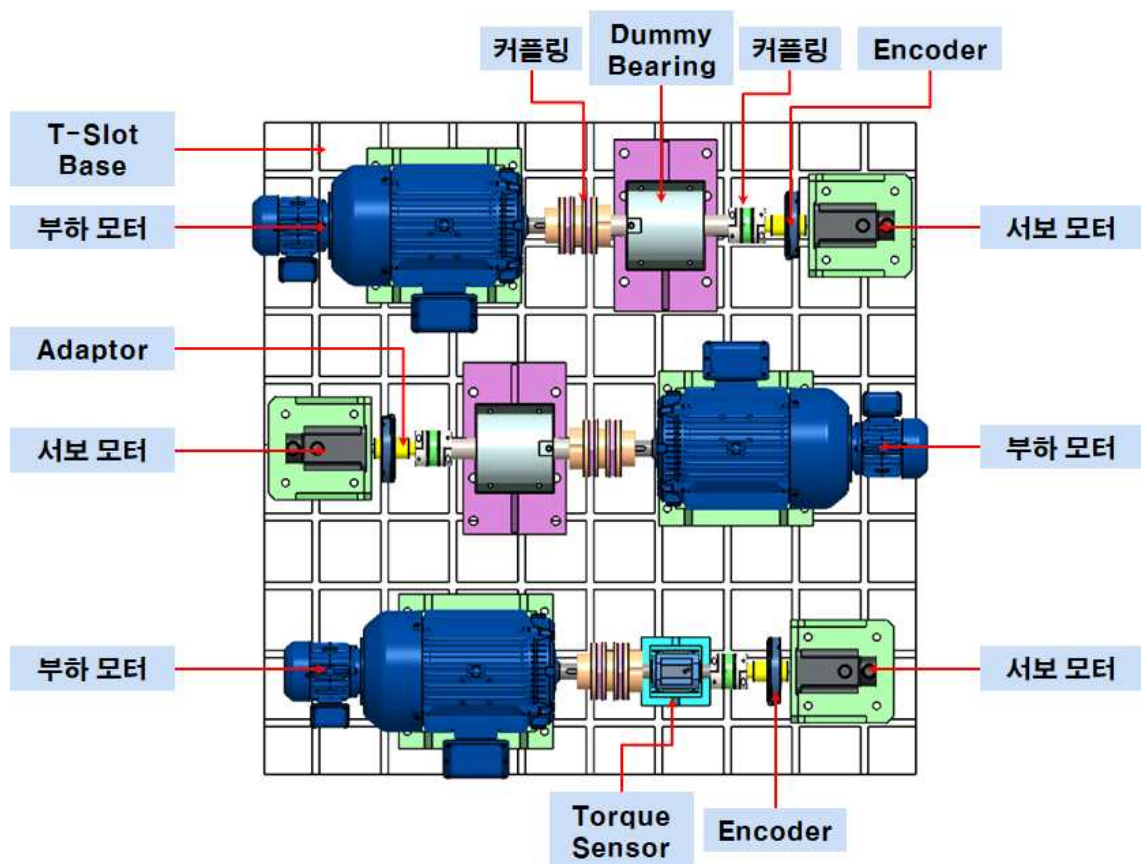 커플링
Dummy
Bearing
커플링
Encoder
T-Slot
Base
부하 모터
서보 모터
Adaptor
서보 모터
부하 모터
부하 모터
서보 모터
Torque
Sensor
Encoder